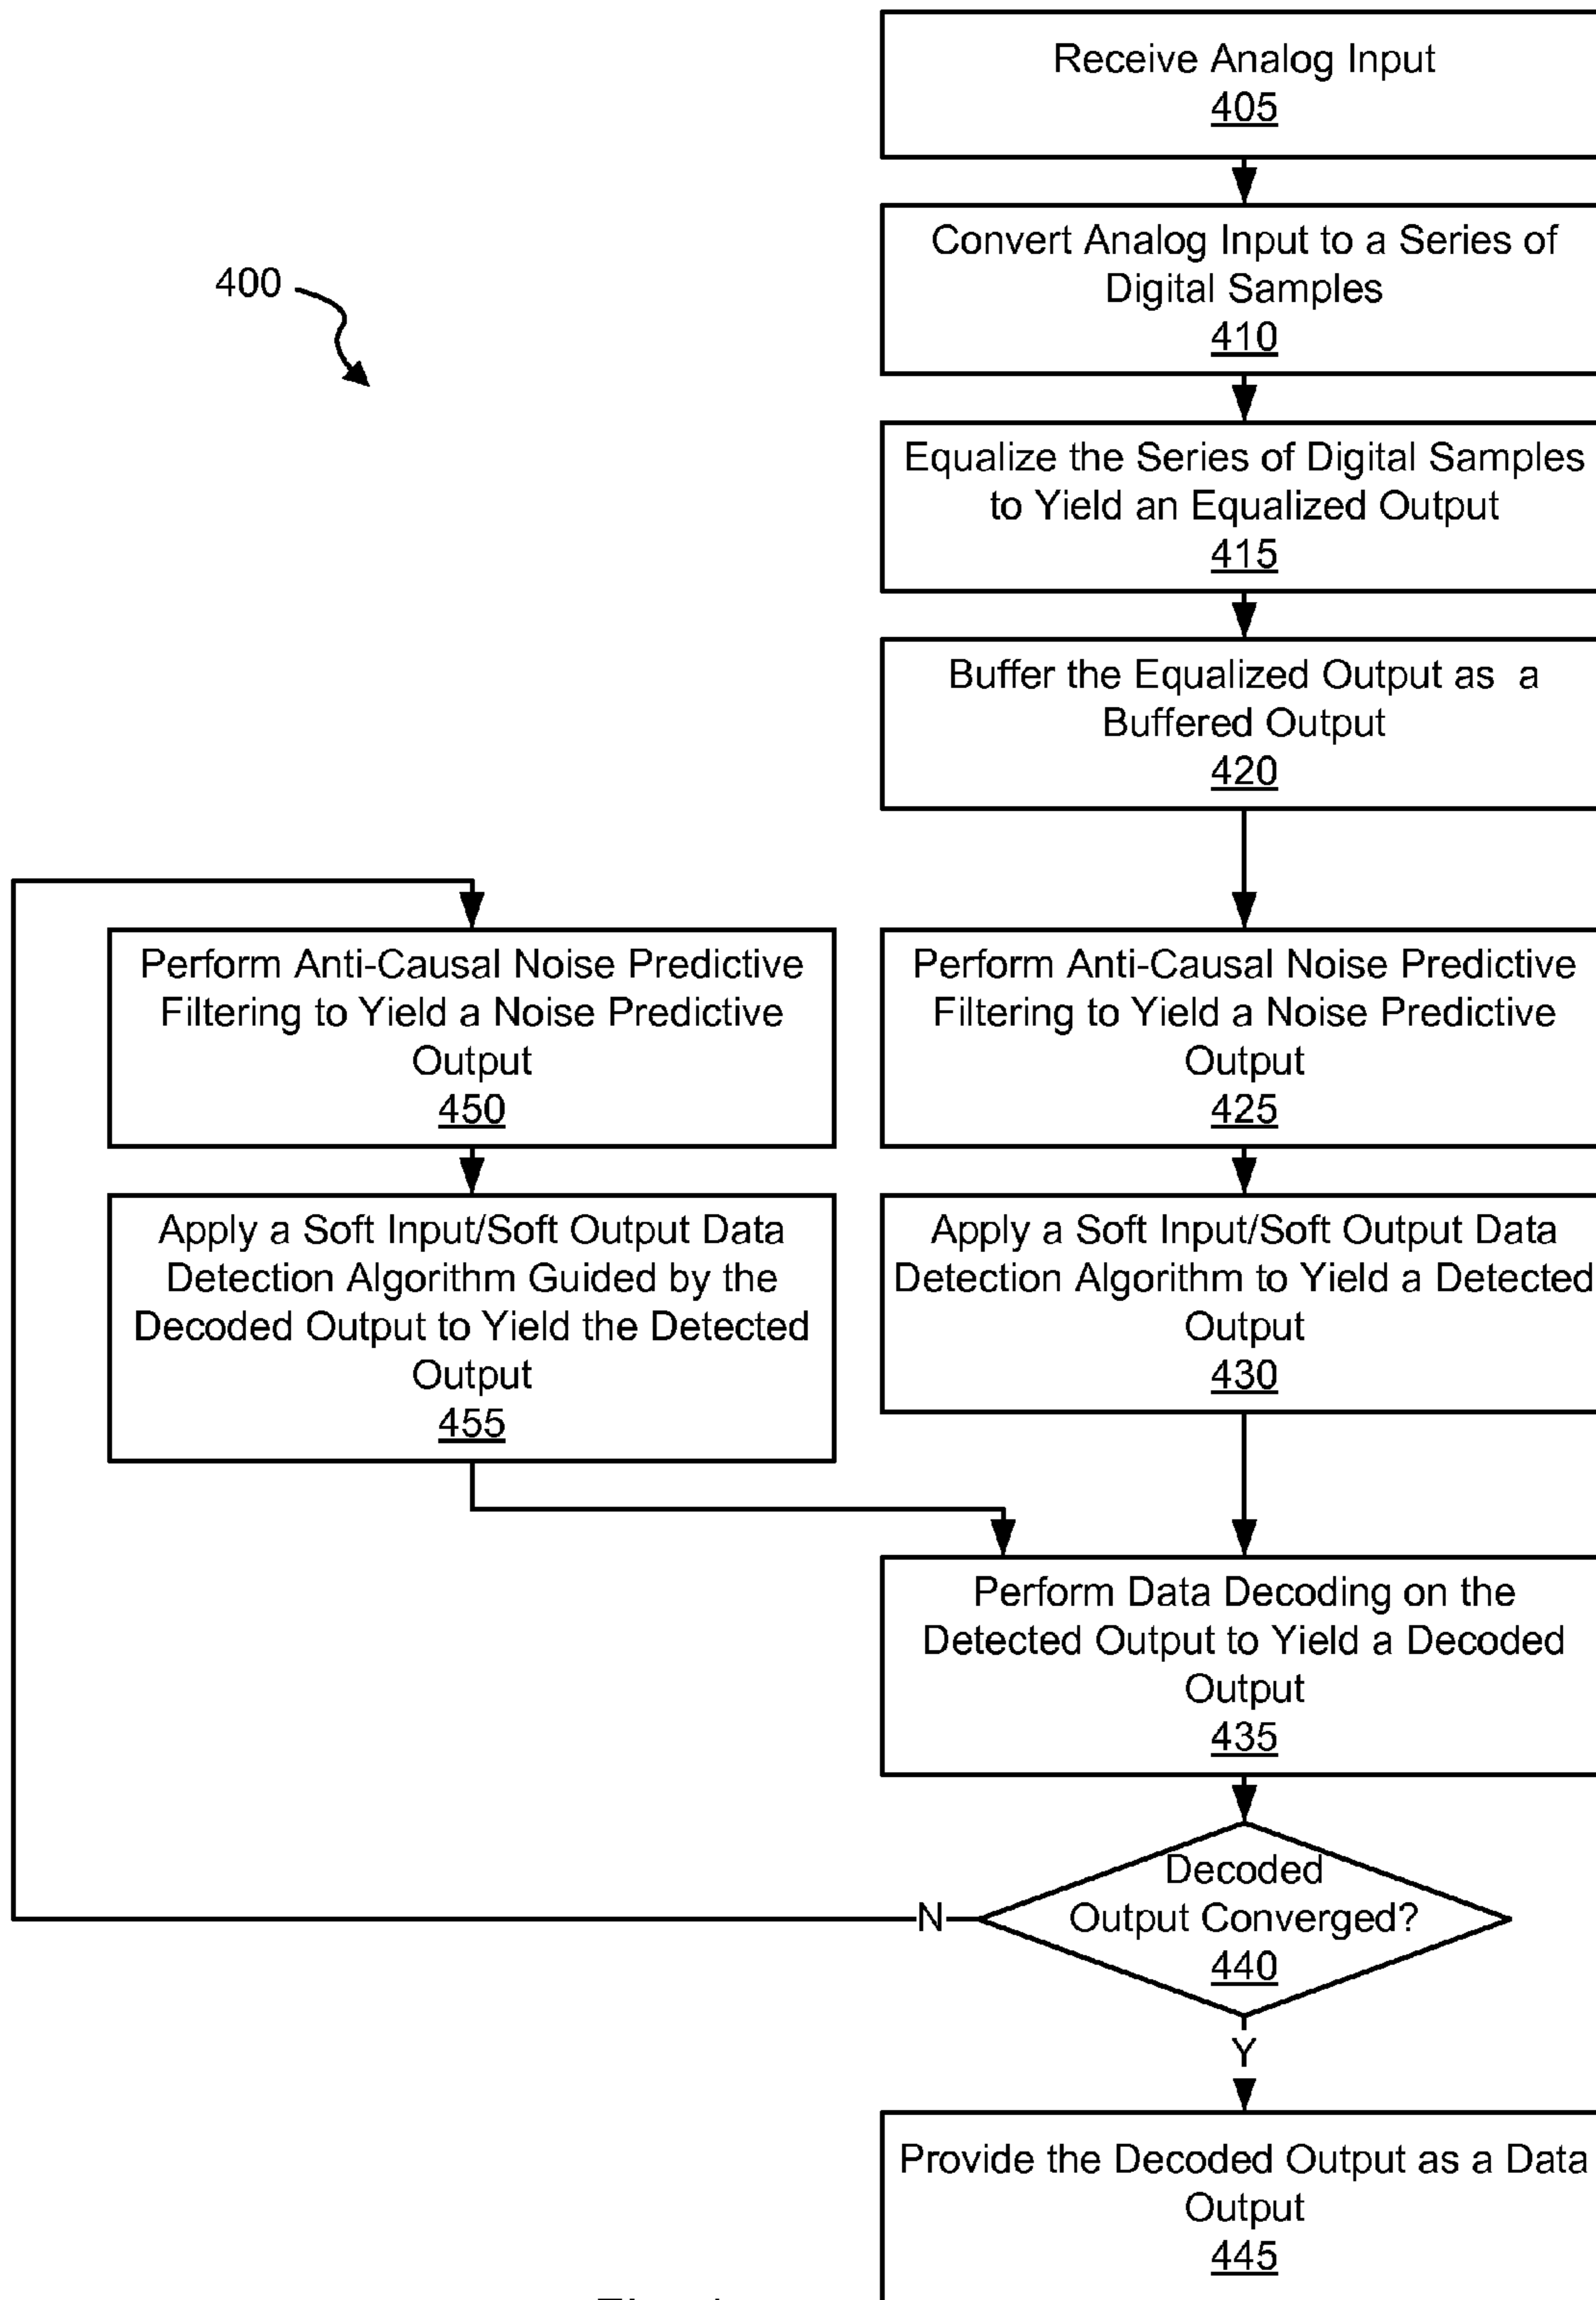 Receive Analog Input
405
Convert Analog Input to a Series of
Digital Samples
410
400
Equalize the Series of Digital Samples
to Yield an Equalized Output
415
Buffer the Equalized Output as a
Buffered Output
420
Perform Anti-Causal Noise Predictive
Filtering to Yield a Noise Predictive
Output
450
Perform Anti-Causal Noise Predictive
Filtering to Yield a Noise Predictive
Output
425
Apply a Soft Input/Soft Output Data
Detection Algorithm Guided by the
Decoded Output to Yield the Detected
Output
455
Apply a Soft Input/Soft Output Data
Detection Algorithm to Yield a Detected
Output
430
Perform Data Decoding on the
Detected Output to Yield a Decoded
Output
435
Decoded
Output Converged?
440
N
Y
Provide the Decoded Output as a Data
Output
445